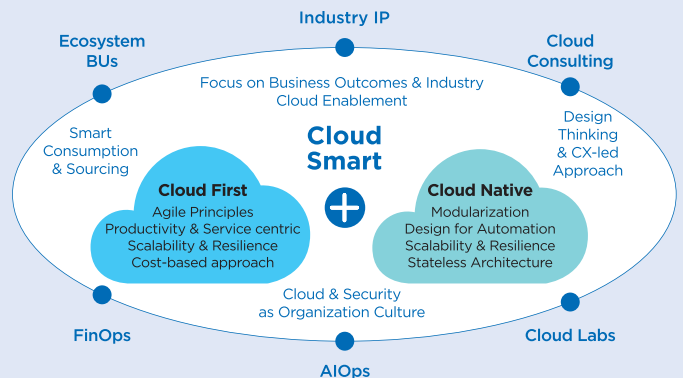 Industry IP
Ecosystem
BUs
Cloud
Consulting
Focus on Business Outcomes & Industry
Cloud Enablement
Smart
Consumption
& Sourcing
Cloud
Smart
Design
Thinking
& CX-led
Approach
Cloud First
Agile Principles
Productivity & Service centric
Scalability & Resilience
Cost-based approach
Cloud Native
Modularization
Design for Automation
Scalability & Resilience
Stateless Architecture
Cloud & Security
as Organization Culture
FinOps
Cloud Labs
AIOps